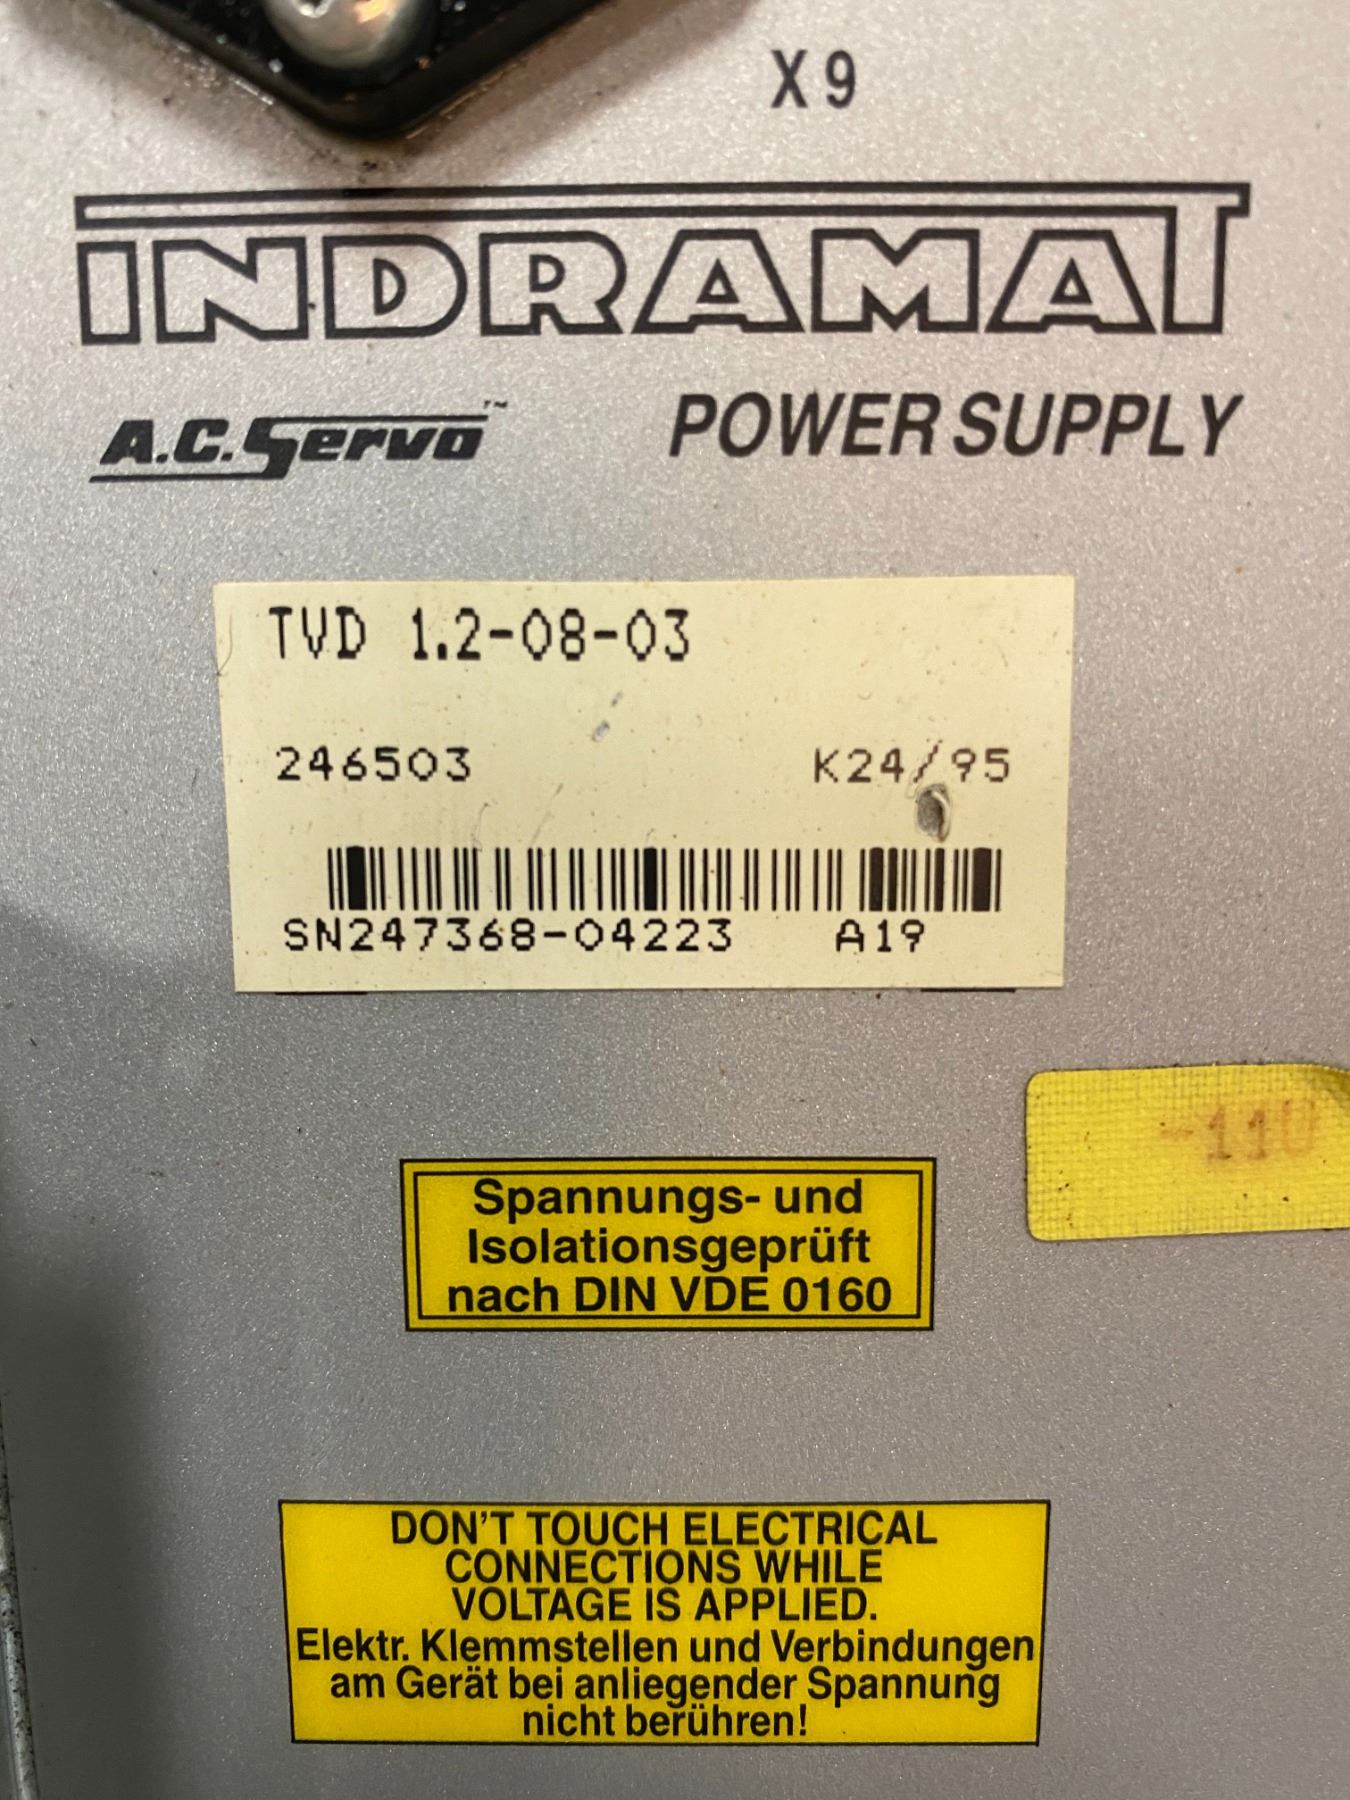 X9
INDRAMAT
A.C. Servo™ POWER SUPPLY
TVD 1.2-08-03
246503 K24/95
SN247368-04223 A19
-11U
Spannungs- und
Isolationsgeprüft
nach DIN VDE 0160
DON'T TOUCH ELECTRICAL
CONNECTIONS WHILE
VOLTAGE IS APPLIED.
Elektr. Klemmstellen und Verbindungen
am Gerät bei anliegender Spannung
nicht berühren!